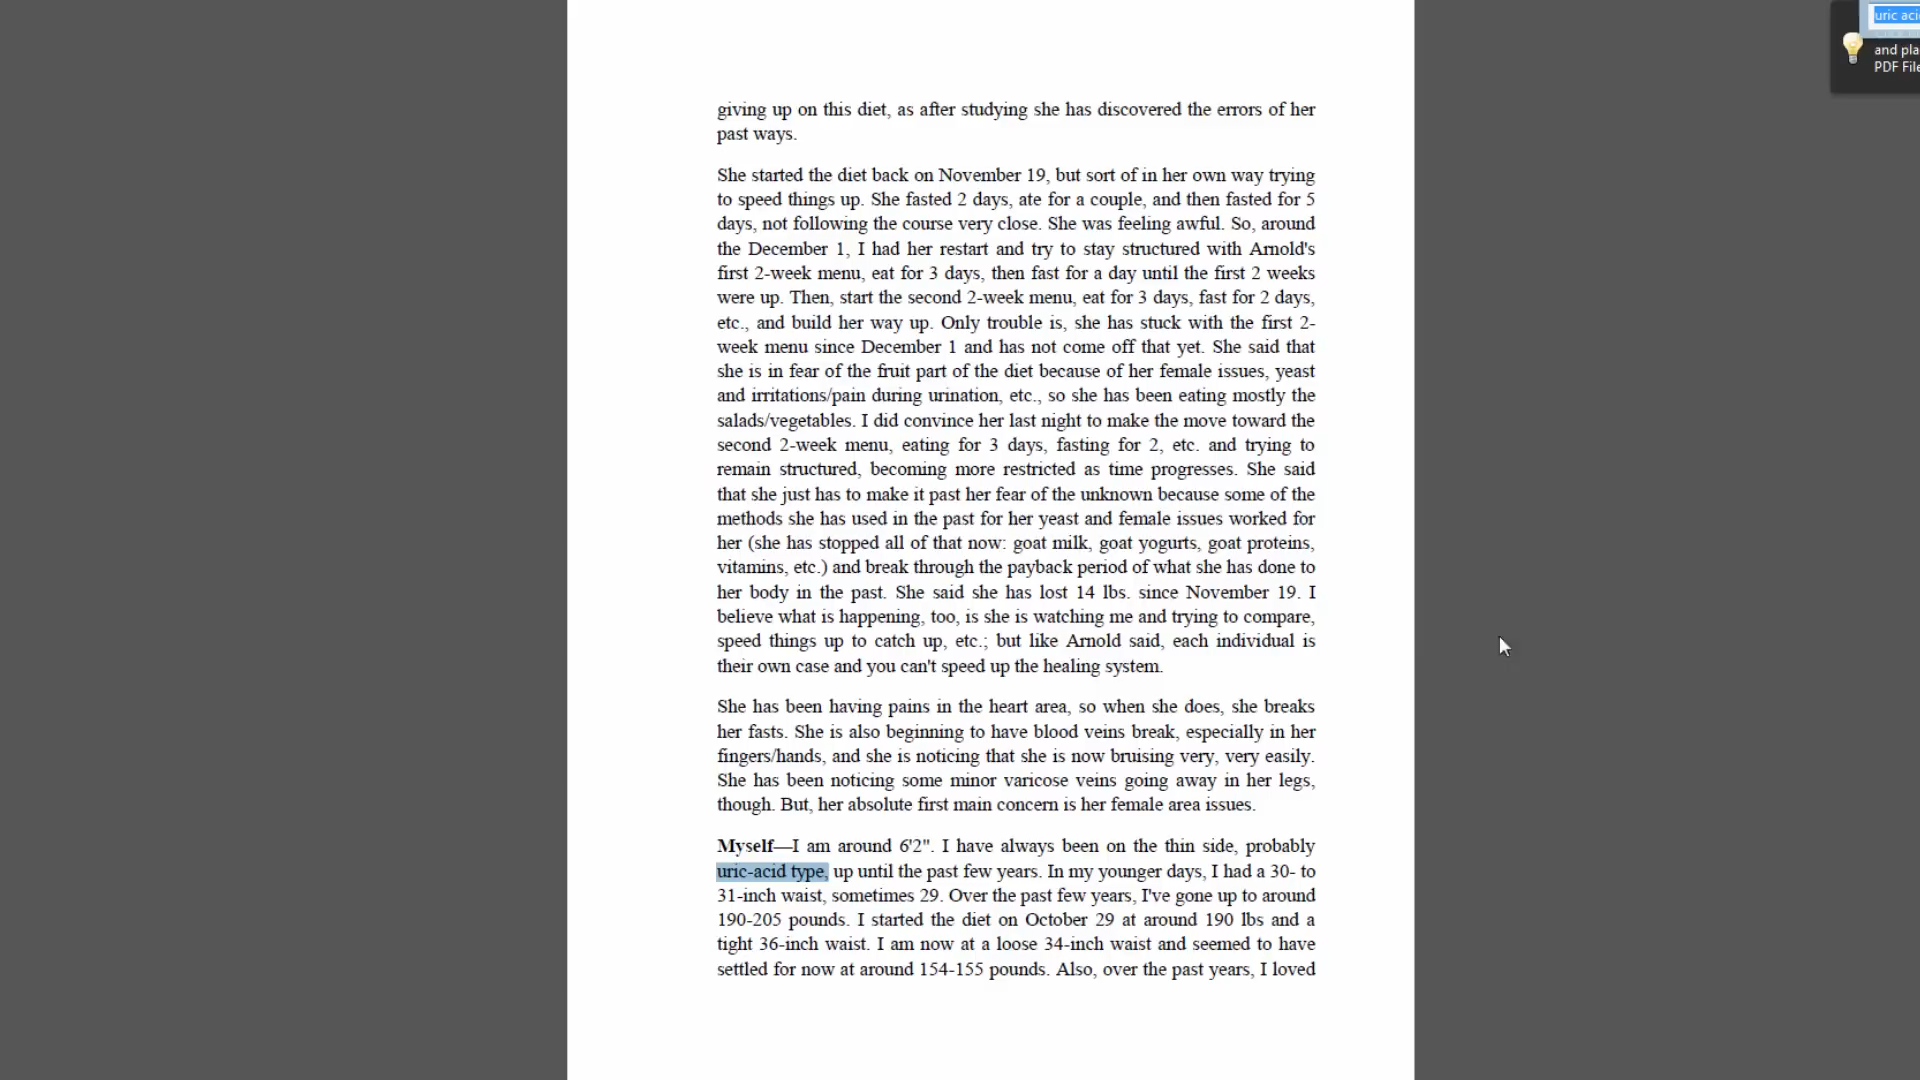 uric aci
and pla
PDF File
giving up on this diet, as after studying she has discovered the errors of her
past ways.
She started the diet back on November 19, but sort of in her own way trying
to speed things up. She fasted 2 days, ate for a couple, and then fasted for 5
days, not following the course very close. She was feeling awful. So, around
the December 1, I had her restart and try to stay structured with Arnold's
first 2-week menu, eat for 3 days, then fast for a day until the first 2 weeks
were up. Then, start the second 2-week menu, eat for 3 days, fast for 2 days,
etc., and build her way up. Only trouble is, she has stuck with the first 2-
week menu since December 1 and has not come off that yet. She said that
she is in fear of the fruit part of the diet because of her female issues, yeast
and irritations/pain during urination, etc., so she has been eating mostly the
salads/vegetables. I did convince her last night to make the move toward the
second 2-week menu, eating for 3 days, fasting for 2, etc. and trying to
remain structured, becoming more restricted as time progresses. She said
that she just has to make it past her fear of the unknown because some of the
methods she has used in the past for her yeast and female issues worked for
her (she has stopped all of that now: goat milk, goat yogurts, goat proteins,
vitamins, etc.) and break through the payback period of what she has done to
her body in the past. She said she has lost 14 lbs. since November 19. I
believe what is happening, too, is she is watching me and trying to compare,
speed things up to catch up, etc.; but like Arnold said, each individual is
their own case and you can't speed up the healing system.
She has been having pains in the heart area, so when she does, she breaks
her fasts. She is also beginning to have blood veins break, especially in her
fingers/hands, and she is noticing that she is now bruising very, very easily.
She has been noticing some minor varicose veins going away in her legs,
though. But, her absolute first main concern is her female area issues.
Myself—I am around 6'2". I have always been on the thin side, probably
uric-acid type, up until the past few years. In my younger days, I had a 30- to
31-inch waist, sometimes 29. Over the past few years, I've gone up to around
190-205 pounds. I started the diet on October 29 at around 190 lbs and a
tight 36-inch waist. I am now at a loose 34-inch waist and seemed to have
settled for now at around 154-155 pounds. Also, over the past years, I loved